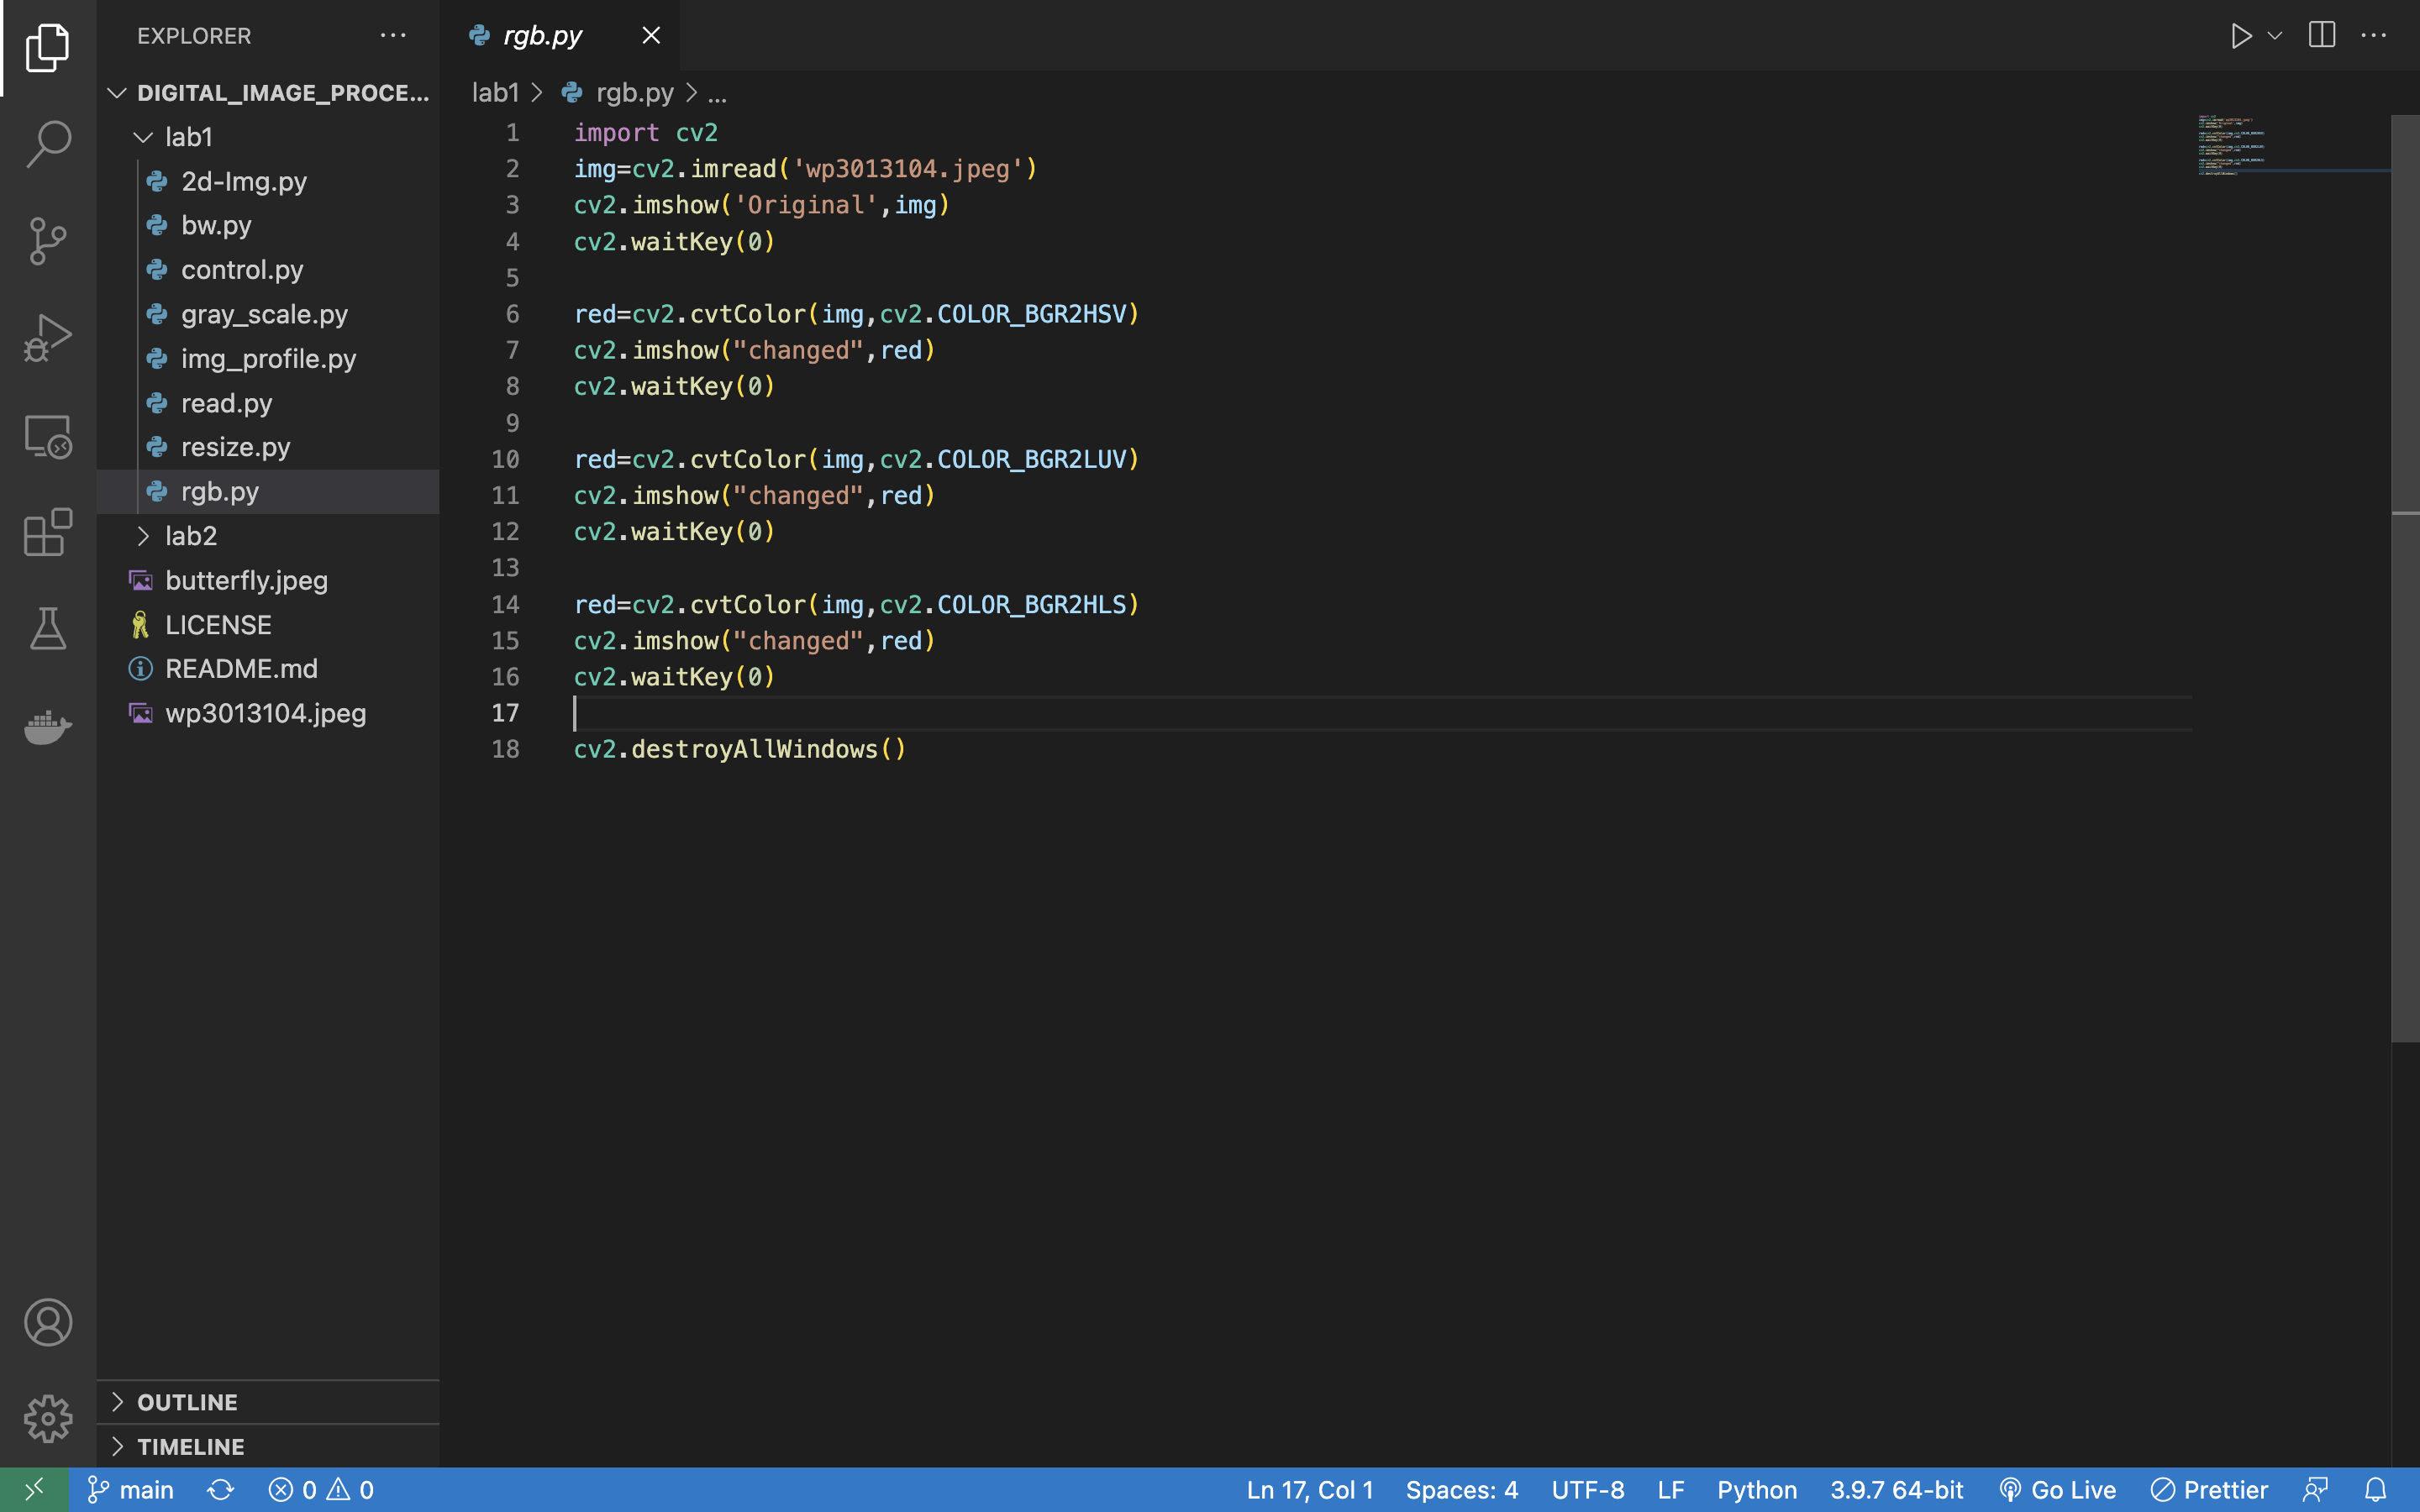 EXPLORER
DIGITAL_IMAGE_PROCE...
lab1
2d-Img.py
bw.py
control.py
gray_scale.py
img_profile.py
read.py
resize.py
rgb.py
lab2
butterfly.jpeg
LICENSE
README.md
wp3013104.jpeg
OUTLINE
TIMELINE
rgb.py
lab1 > rgb.py > ...
1 import cv2
2 img=cv2.imread('wp3013104.jpeg')
3 cv2.imshow('Original',img)
4 cv2.waitKey(0)
5
6 red=cv2.cvtColor(img,cv2.COLOR_BGR2HSV)
7 cv2.imshow("changed",red)
8 cv2.waitKey(0)
9
10 red=cv2.cvtColor(img,cv2.COLOR_BGR2LUV)
11 cv2.imshow("changed",red)
12 cv2.waitKey(0)
13
14 red=cv2.cvtColor(img,cv2.COLOR_BGR2HLS)
15 cv2.imshow("changed",red)
16 cv2.waitKey(0)
17
18 cv2.destroyAllWindows()
main 0 0 Ln 17, Col 1 Spaces: 4 UTF-8 LF Python 3.9.7 64-bit Go Live Prettier